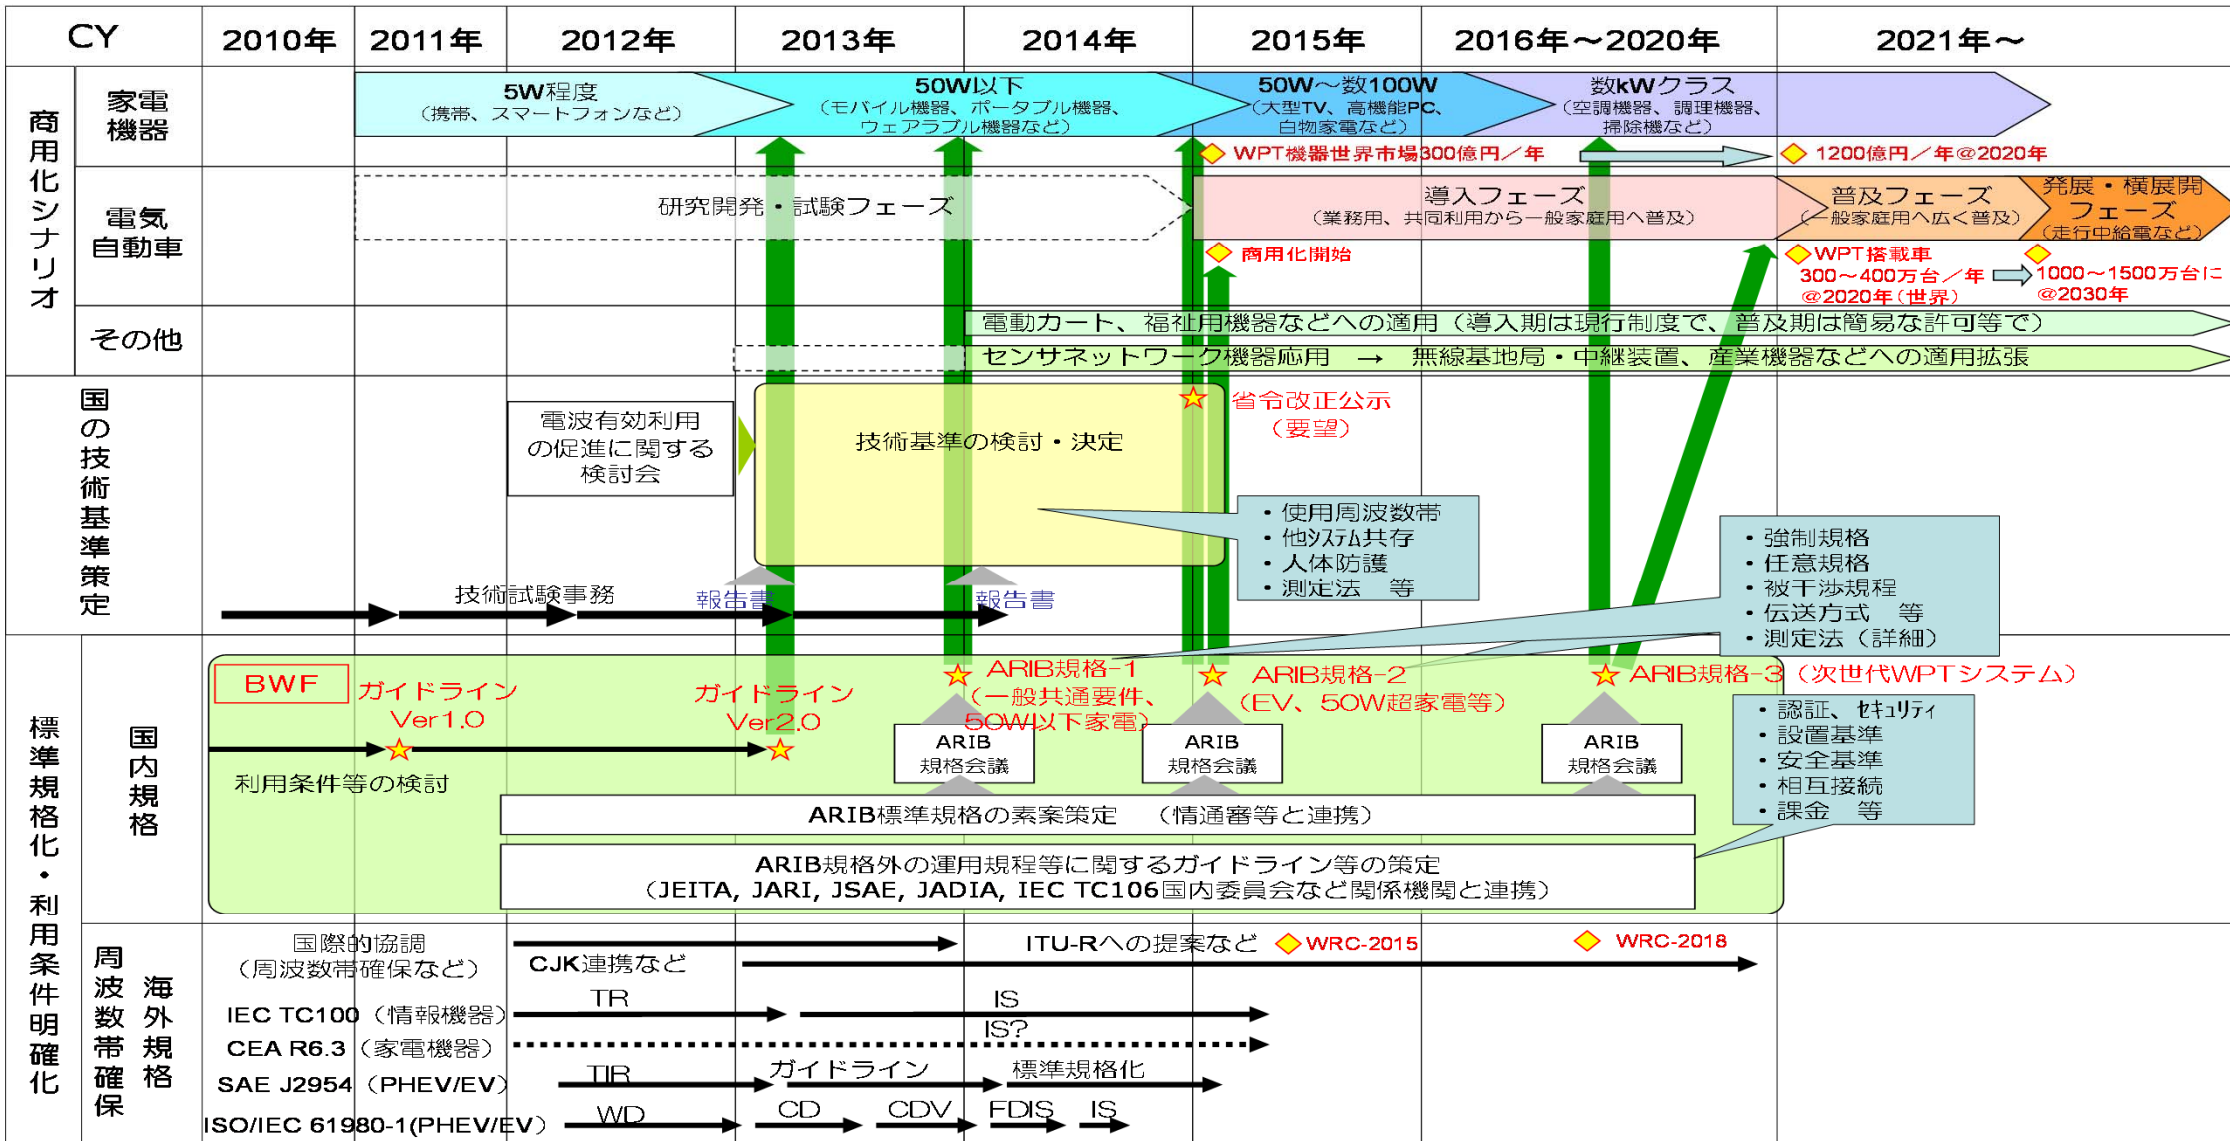 CY
2010年
2011年
2012年
2013年
2014年
2015年
2016年～2020年
2021年～
商用化シナリオ
家電
機器
5W程度
（携帯、スマートフォンなど）
50W以下
（モバイル機器、ポータブル機器、
ウェアラブル機器など）
50W～数100W
（大型TV、高機能PC、
白物家電など）
数kWクラス
（空調機器、調理機器、
掃除機など）
WPT機器世界市場300億円／年
1200億円／年@2020年
電気
自動車
研究開発・試験フェーズ
導入フェーズ
（業務用、共同利用から一般家庭用へ普及）
普及フェーズ
（一般家庭用へ広く普及）
発展・横展開
フェーズ
（走行中給電など）
商用化開始
WPT搭載車
300～400万台／年
@2020年（世界）
1000～1500万台に
@2030年
その他
電動カート、福祉用機器などへの適用（導入期は現行制度で、普及期は簡易な許可等で）
センサネットワーク機器応用　→　無線基地局・中継装置、産業機器などへの適用拡張
国の技術基準策定
電波有効利用
の促進に関する
検討会
技術基準の検討・決定
省令改正公示
（要望）
・使用周波数帯
・他システム共存
・人体防護
・測定法　等
・強制規格
・任意規格
・被干渉規程
・伝送方式　等
・測定法（詳細）
技術試験事務
報告書
報告書
標準規格化・利用条件明確化
国内規格
BWF
ガイドライン
Ver1.0
ガイドライン
Ver2.0
ARIB規格-1
（一般共通要件、
50W以下家電）
ARIB規格-2
（EV、50W超家電等）
ARIB規格-3（次世代WPTシステム）
利用条件等の検討
ARIB
規格会議
ARIB
規格会議
ARIB
規格会議
・認証、セキュリティ
・設置基準
・安全基準
・相互接続
・課金　等
ARIB標準規格の素案策定　（情通審等と連携）
ARIB規格外の運用規程等に関するガイドライン等の策定
（JEITA, JARI, JSAE, JADIA, IEC TC106国内委員会など関係機関と連携）
周波数帯確保
海外規格
国際的協調
（周波数帯確保など）
CJK連携など
ITU-Rへの提案など
WRC-2015
WRC-2018
IEC TC100（情報機器）
TR
IS
CEA R6.3（家電機器）
IS?
SAE J2954（PHEV/EV）
TIR
ガイドライン
標準規格化
ISO/IEC 61980-1(PHEV/EV）
WD
CD
CDV
FDIS
IS